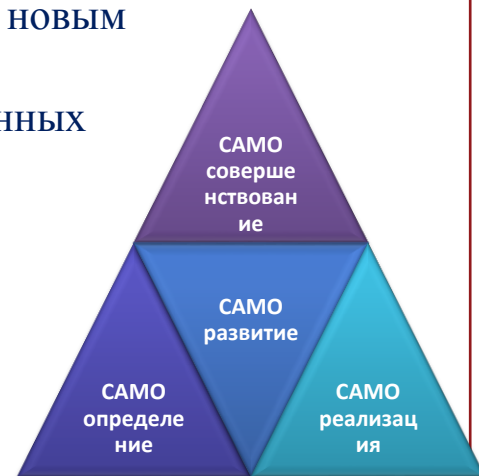 новым
нных
САМО
соверше
нствован
ие
САМО
развитие
САМО
определе
ние
САМО
реализац
ия